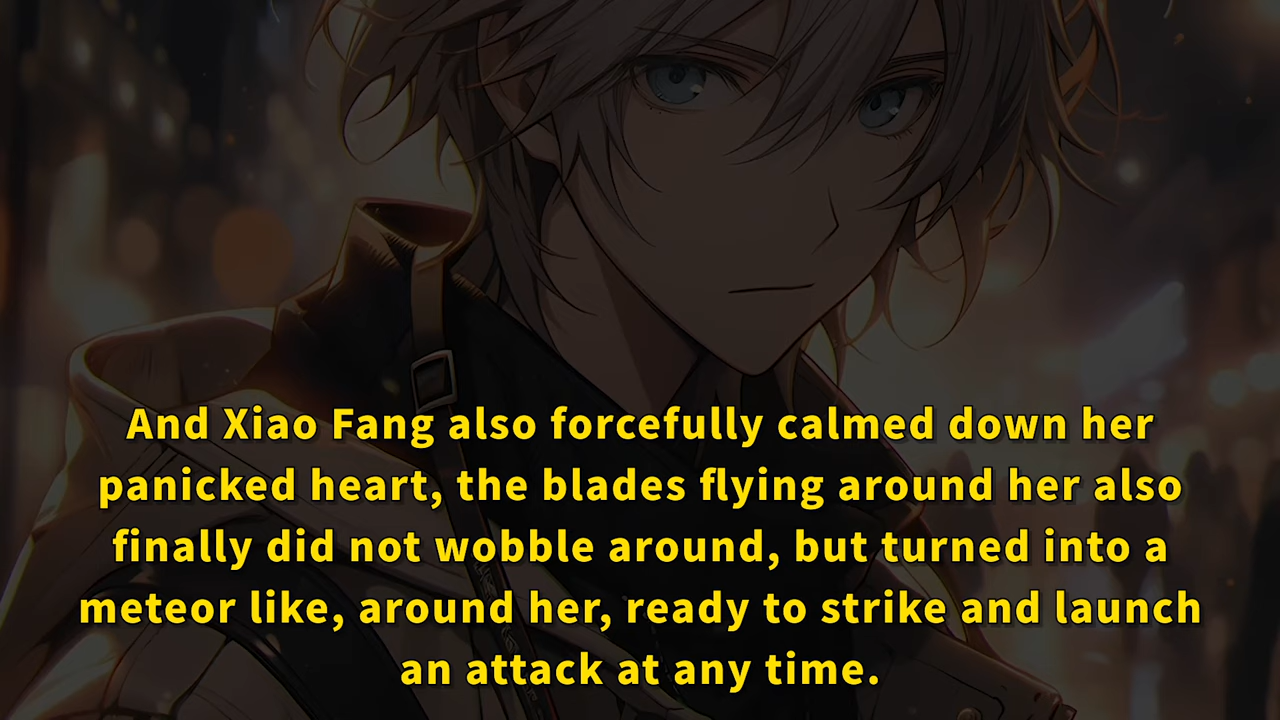 And Xiao Fang also forcefully calmed down her
panicked heart, the blades flying around her also
finally did not wobble around, but turned into a
meteor like, around her, ready to strike and launch
an attack at any time.